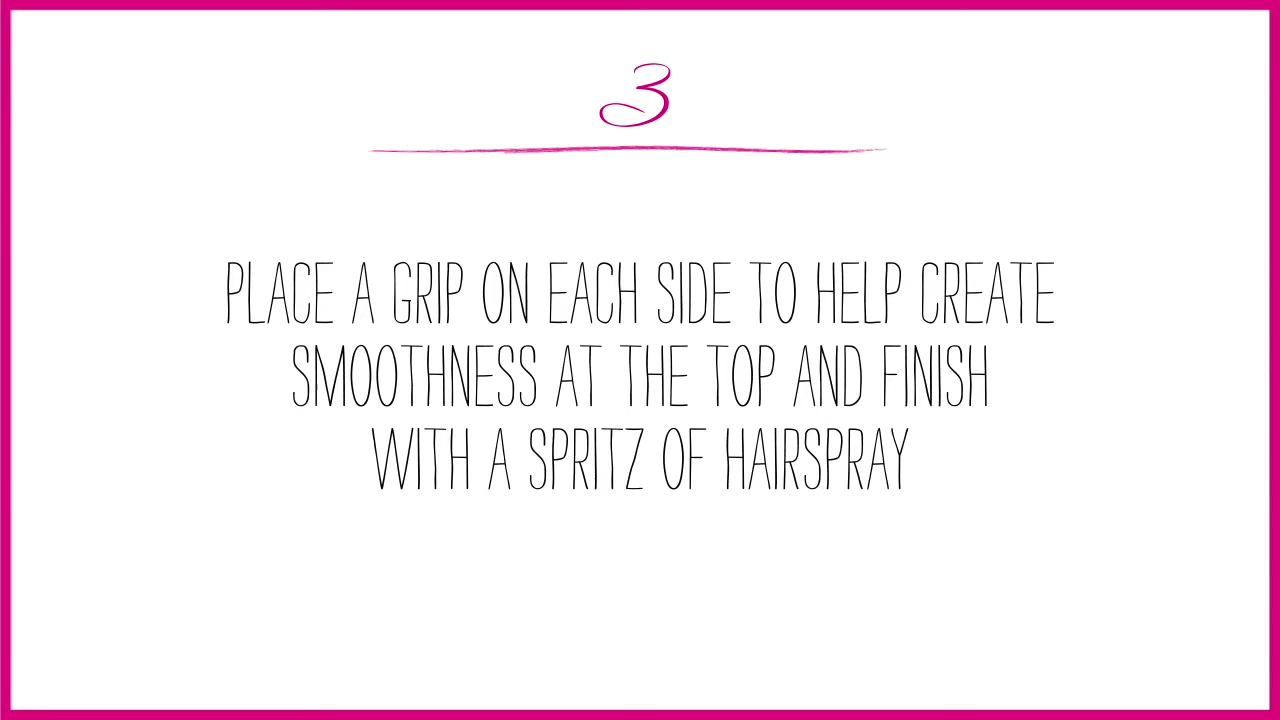 3
PLACE A GRIP ON EACH SIDE TO HELP CREATE
SMOOTHNESS AT THE TOP AND FINISH
WITH A SPRITZ OF HAIRSPRAY